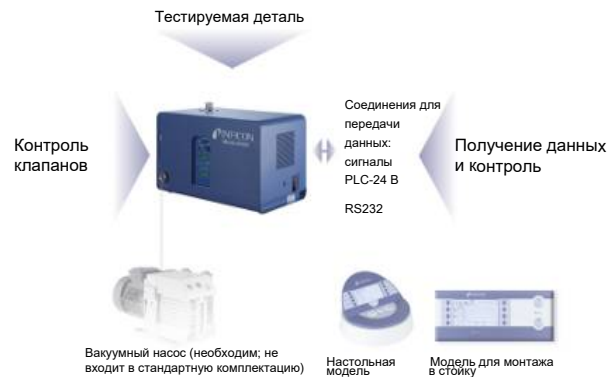 Тестируемая деталь
Контроль
клапанов
INFICON
Соединения для
передачи
данных:
сигналы
PLC-24 В
RS232
Получение данных
и контроль
Вакуумный насос (необходим; не
входит в стандартную комплектацию)
Настольная
модель
Модель для монтажа
в стойку